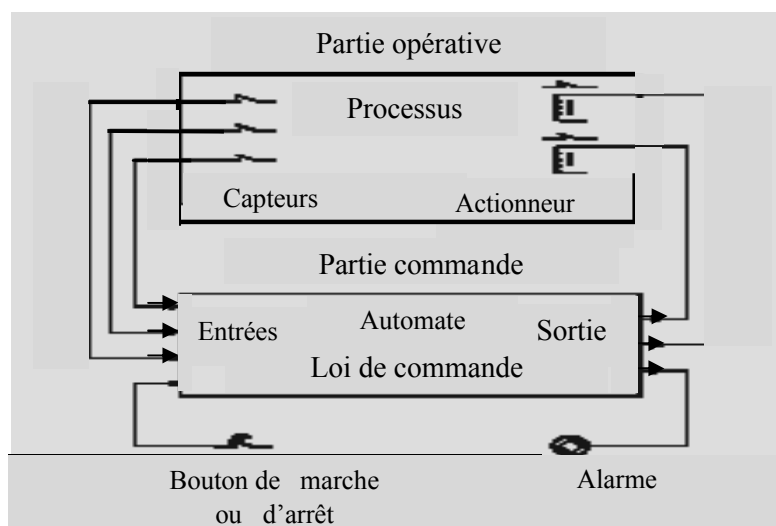 Partie opérative
Processus
Capteurs Actionneur
Partie commande
Entrées Automate Sortie
Loi de commande
Bouton de marche Alarme
ou d'arrêt